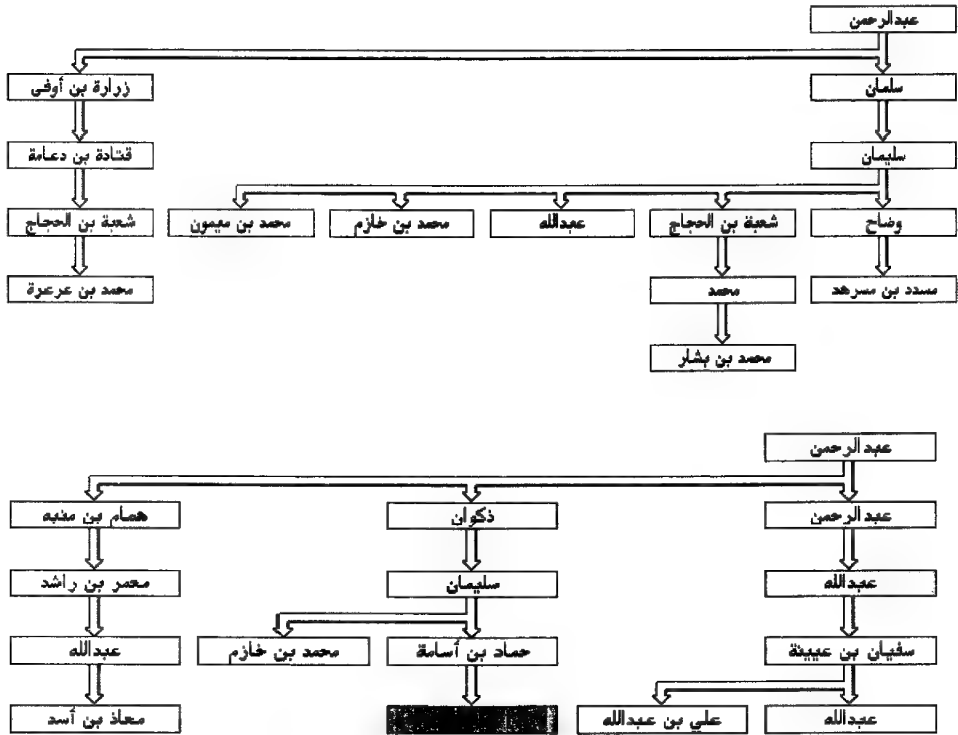 عبدالرحمن
سلمان
زرارة بن أوفى
سليمان
قتادة بن دعامة
وضاح
شعبة بن الحجاج
عبدالله
محمد بن خازم
محمد بن ميمون
شعبة بن الحجاج
مسدد بن مسرهد
محمد
محمد بن عرعرة
محمد بن بشار
عبدالرحمن
عبدالرحمن
ذكوان
همام بن منبه
عبدالله
سليمان
معمر بن راشد
سفيان بن عيينة
حماد بن أسامة
محمد بن خازم
عبدالله
عبدالله
علي بن عبدالله
معاذ بن أسد